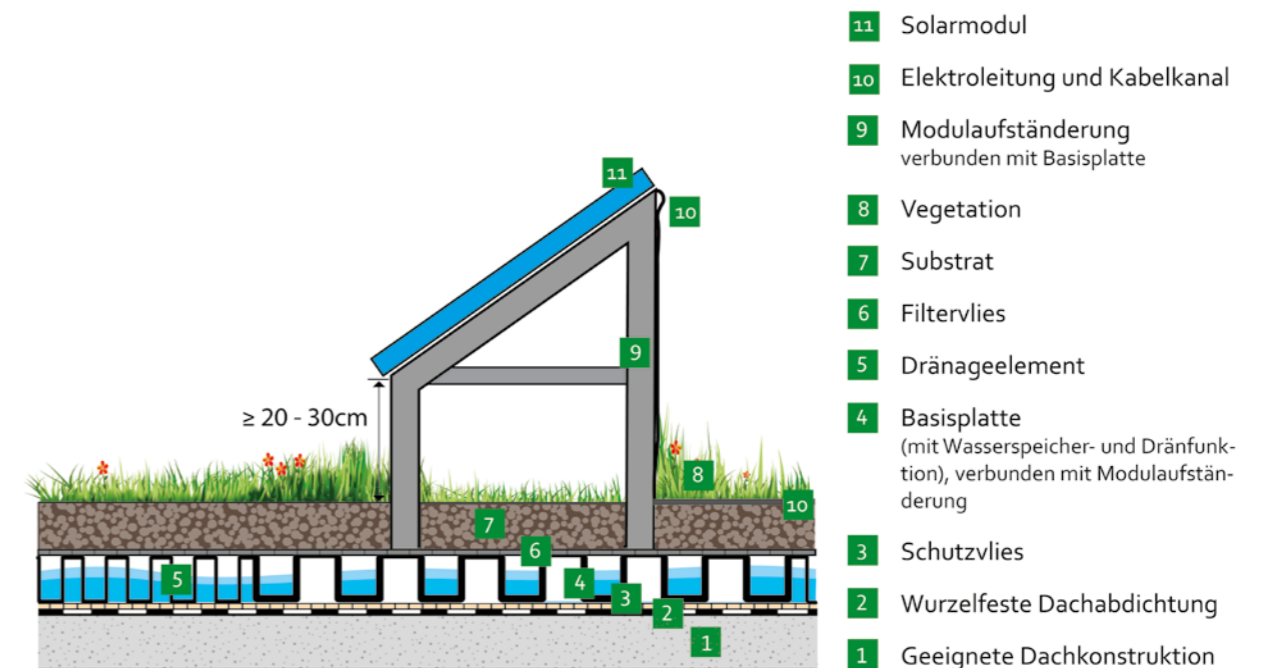 11 Solarmodul
10 Elektroleitung und Kabelkanal
9 Modulaufständerung
verbunden mit Basisplatte
8 Vegetation
7 Substrat
6 Filtervlies
5 Dränageelement
4 Basisplatte
(mit Wasserspeicher- und Dränfunk-
tion), verbunden mit Modulaufstän-
derung
3 Schutzvlies
2 Wurzelfeste Dachabdichtung
1 Geeignete Dachkonstruktion
11
10
9
≥ 20 - 30cm
8
10
7
6
5
4
3
2
1